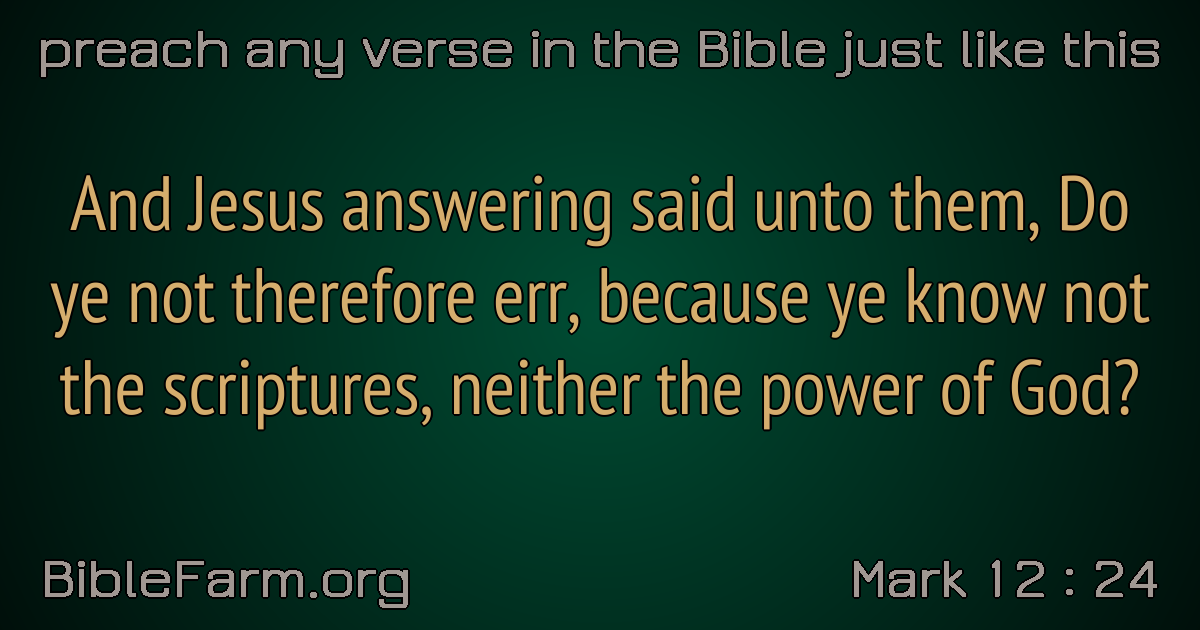 preach any verse in the Bible just like this
And Jesus answering said unto them, Do
ye not therefore err, because ye know not
the scriptures, neither the power of God?
BibleFarm.org
Mark 12 : 24